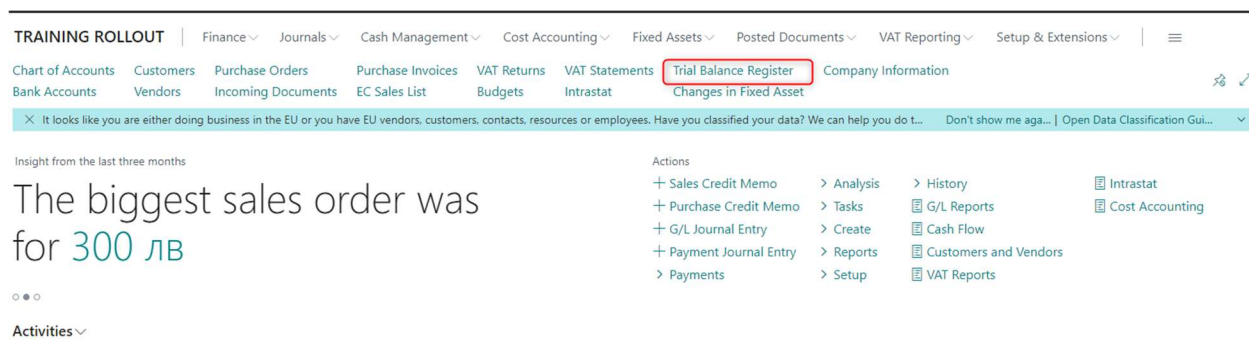 TRAINING ROLLOUT Finance Journals Cash Management Cost Accounting Fixed Assets Posted Documents VAT Reporting Setup & Extensions
Chart of Accounts Customers Purchase Orders Purchase Invoices VAT Returns VAT Statements Trial Balance Register Company Information
Bank Accounts Vendors Incoming Documents EC Sales List Budgets Intrastat Changes in Fixed Asset
It looks like you are either doing business in the EU or you have EU vendors, customers, contacts, resources or employees. Have you classified your data? We can help you do t... Don't show me aga... | Open Data Classification Gui...
Insight from the last three months
The biggest sales order was
for 300 лв
Actions
+ Sales Credit Memo > Analysis > History Intrastat
+ Purchase Credit Memo > Tasks G/L Reports Cost Accounting
+ G/L Journal Entry > Create Cash Flow
+ Payment Journal Entry > Reports Customers and Vendors
> Payments > Setup VAT Reports
Activities